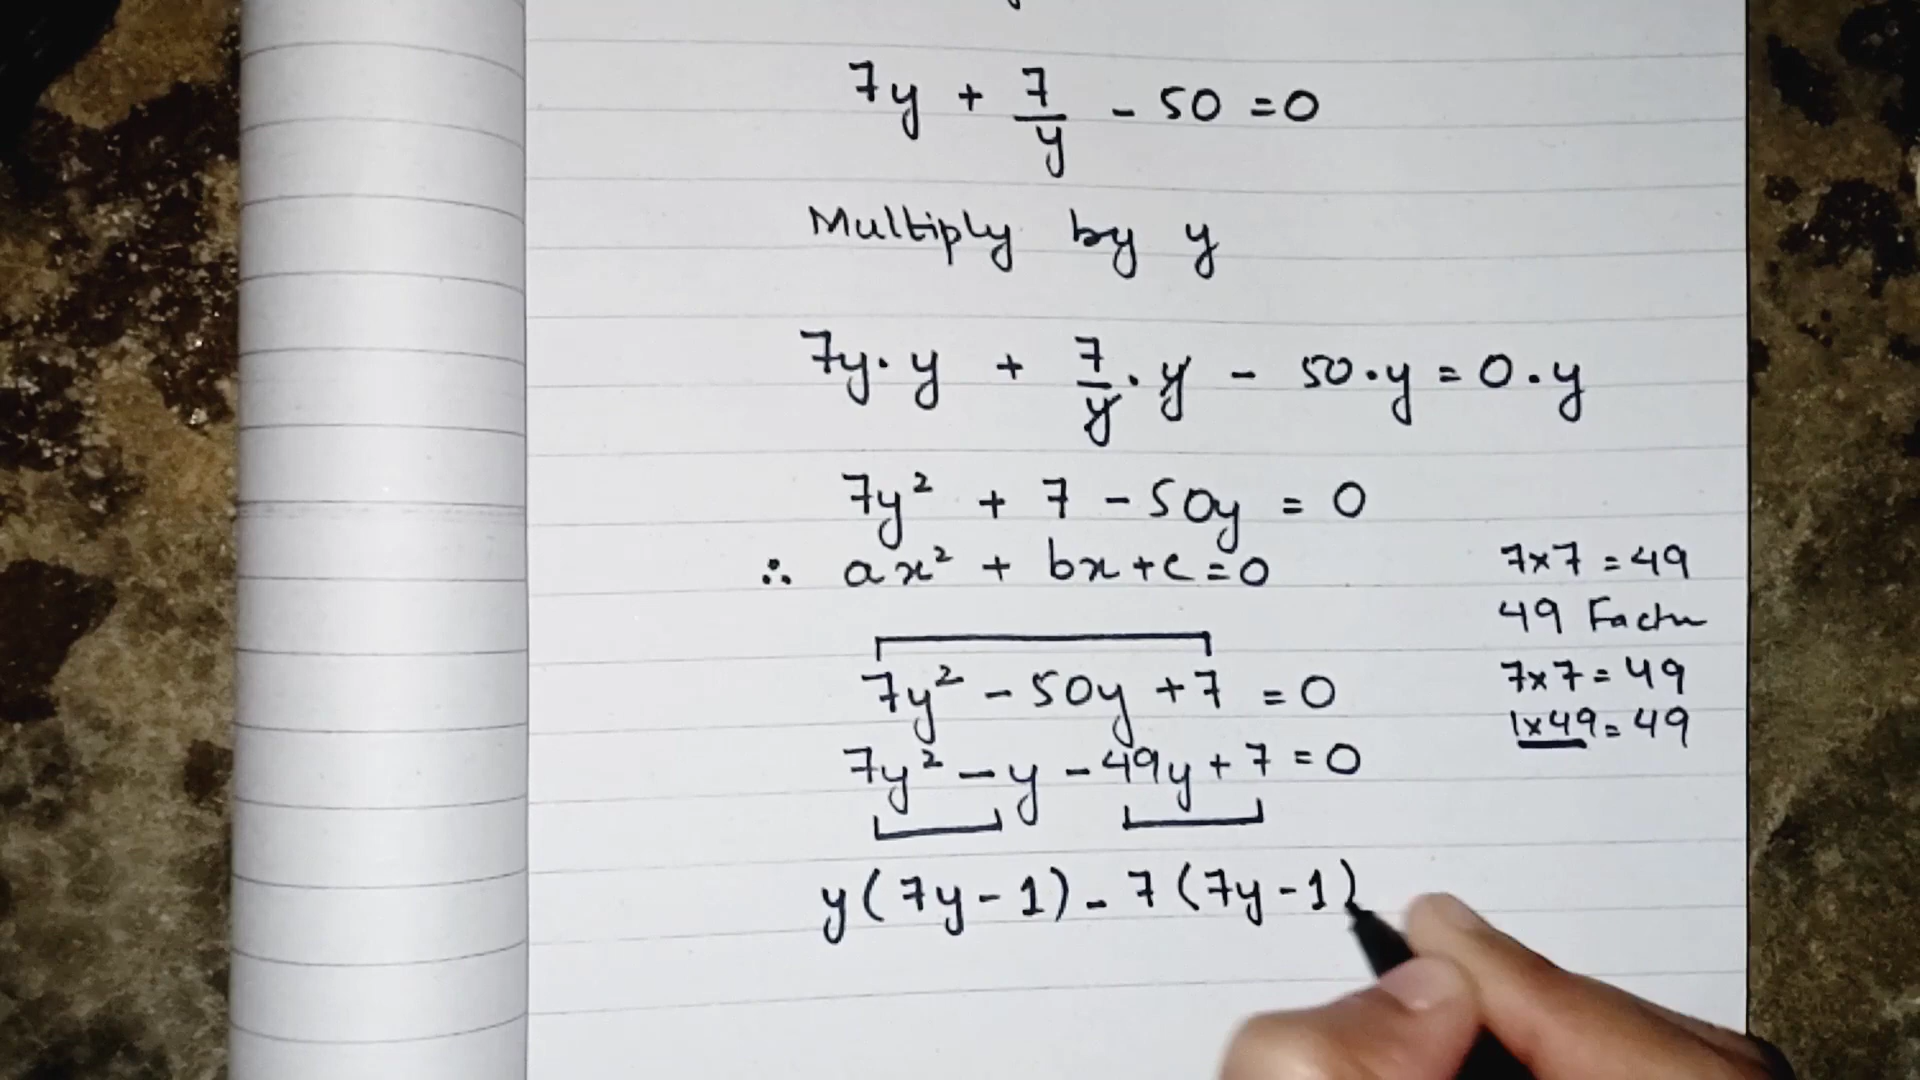 7y + 7/y - 50 = 0
Multiply by y
7y·y + 7/y·y - 50·y = 0·y
7y² + 7 - 50y = 0
∴ ax² + bx + c = 0
7y² - 50y + 7 = 0
7y² - y - 49y + 7 = 0
y(7y - 1) - 7(7y - 1)
7x7 = 49
49
7x7 = 49
1x49 = 49